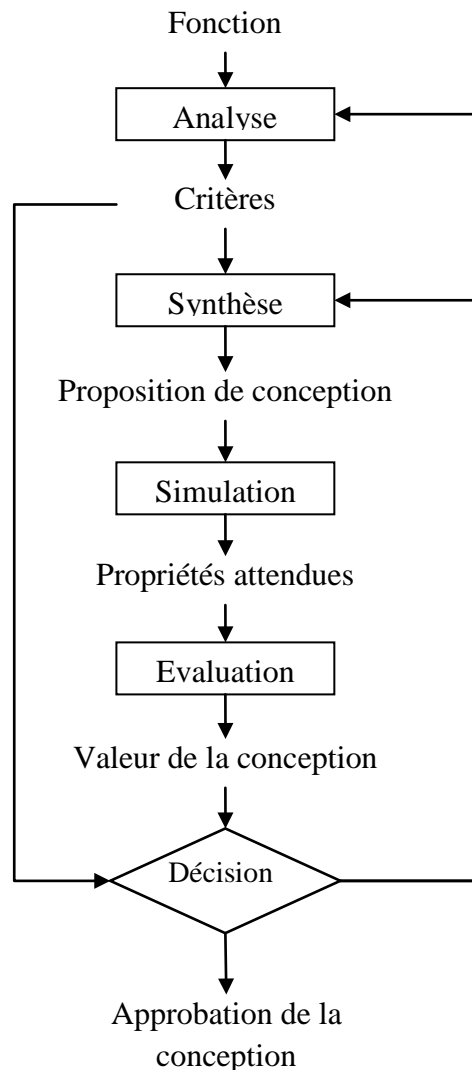 Fonction
Analyse
Critères
Synthèse
Proposition de conception
Simulation
Propriétés attendues
Evaluation
Valeur de la conception
Décision
Approbation de la
conception